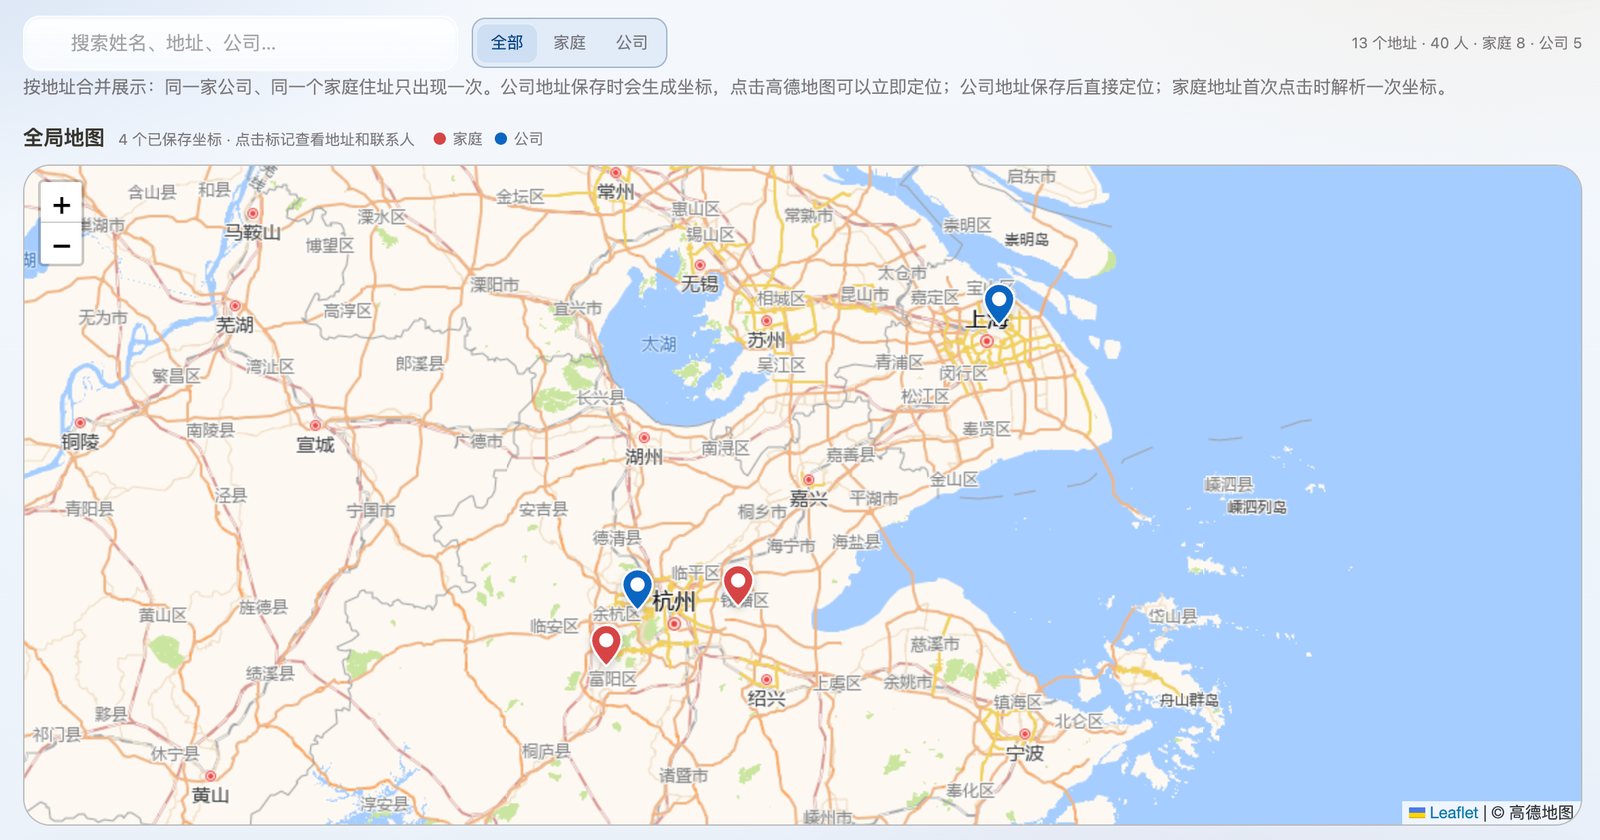 搜索姓名、地址、公司...
全部 家庭 公司
13 个地址 · 40 人 · 家庭 8 · 公司 5
按地址合并展示：同一家公司、同一个家庭住址只出现一次。公司地址保存时会生成坐标，点击高德地图可以立即定位；公司地址保存后直接定位；家庭地址首次点击时解析一次坐标。
全局地图 4 个已保存坐标 · 点击标记查看地址和联系人 家庭 公司
+
−
含山县 和县
金坛区
常州
启东市
巢湖市
马鞍山
溧水区
博望区
惠山区
锡山区
常熟市
崇明区
崇明岛
湖
无锡
太仓市
溧阳市
宜兴市
相城区
昆山市
嘉定区
无为市
芜湖
高淳区
太湖
苏州
上海
繁昌区
湾沚区
郎溪县
吴江区
青浦区
闵行区
长兴县
松江区
铜陵
南陵县
宣城
广德市
湖州
南浔区
嘉善县
奉贤区
青阳县
泾县
宁国市
安吉县
嘉兴
桐乡市
平湖市
金山区
嵊泗县
嵊泗列岛
德清县
海宁市
海盐县
临平区
黄山区
旌德县
临安区
余杭区
杭州
岱山县
绩溪县
富阳区
绍兴
上虞区
余姚市
慈溪市
镇海区
舟山群岛
黟县
祁门县
休宁县
桐庐县
诸暨市
宁波
北仑区
黄山
淳安县
嵊州市
奉化区
Leaflet | © 高德地图